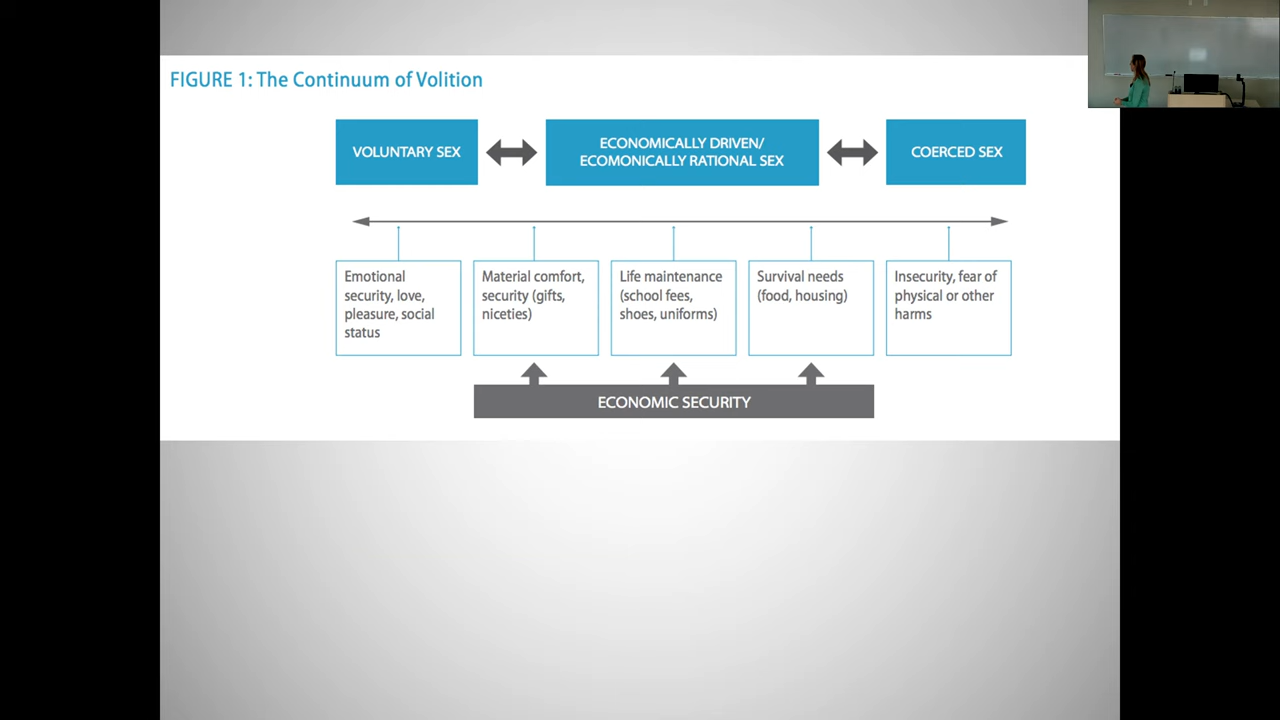 FIGURE 1: The Continuum of Volition
VOLUNTARY SEX
ECONOMICALLY DRIVEN/
ECOMONICALLY RATIONAL SEX
COERCED SEX
Emotional
security, love,
pleasure, social
status
Material comfort,
security (gifts,
niceties)
Life maintenance
(school fees,
shoes, uniforms)
Survival needs
(food, housing)
Insecurity, fear of
physical or other
harms
ECONOMIC SECURITY